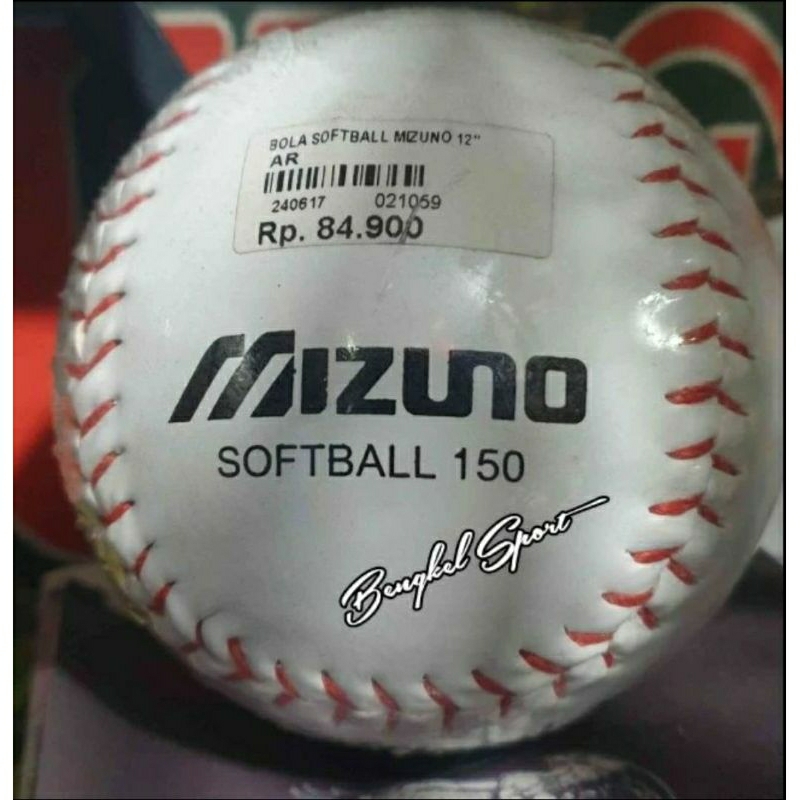 BOLA SOFTBALL MIZUNO 12"
AR
240617 021059
Rp. 84.900
MIZUNO
SOFTBALL 150
Bengkel Sport